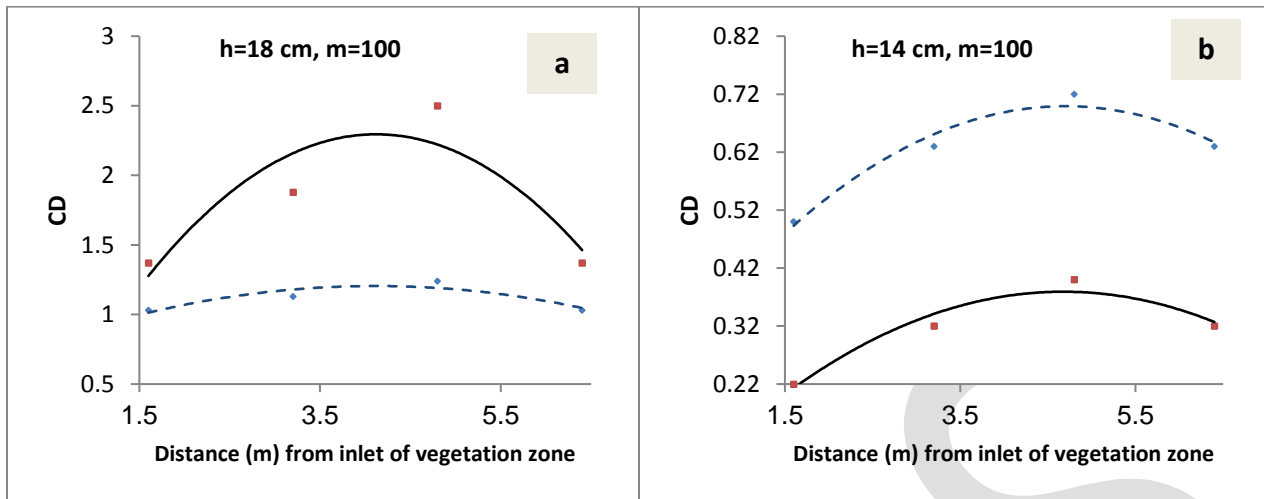 h=18 cm, m=100
a
3
2.5
2
1.5
1
0.5
CD
1.5 3.5 5.5
Distance (m) from inlet of vegetation zone
h=14 cm, m=100
b
0.82
0.72
0.62
0.52
0.42
0.32
0.22
CD
1.5 3.5 5.5
Distance (m) from inlet of vegetation zone